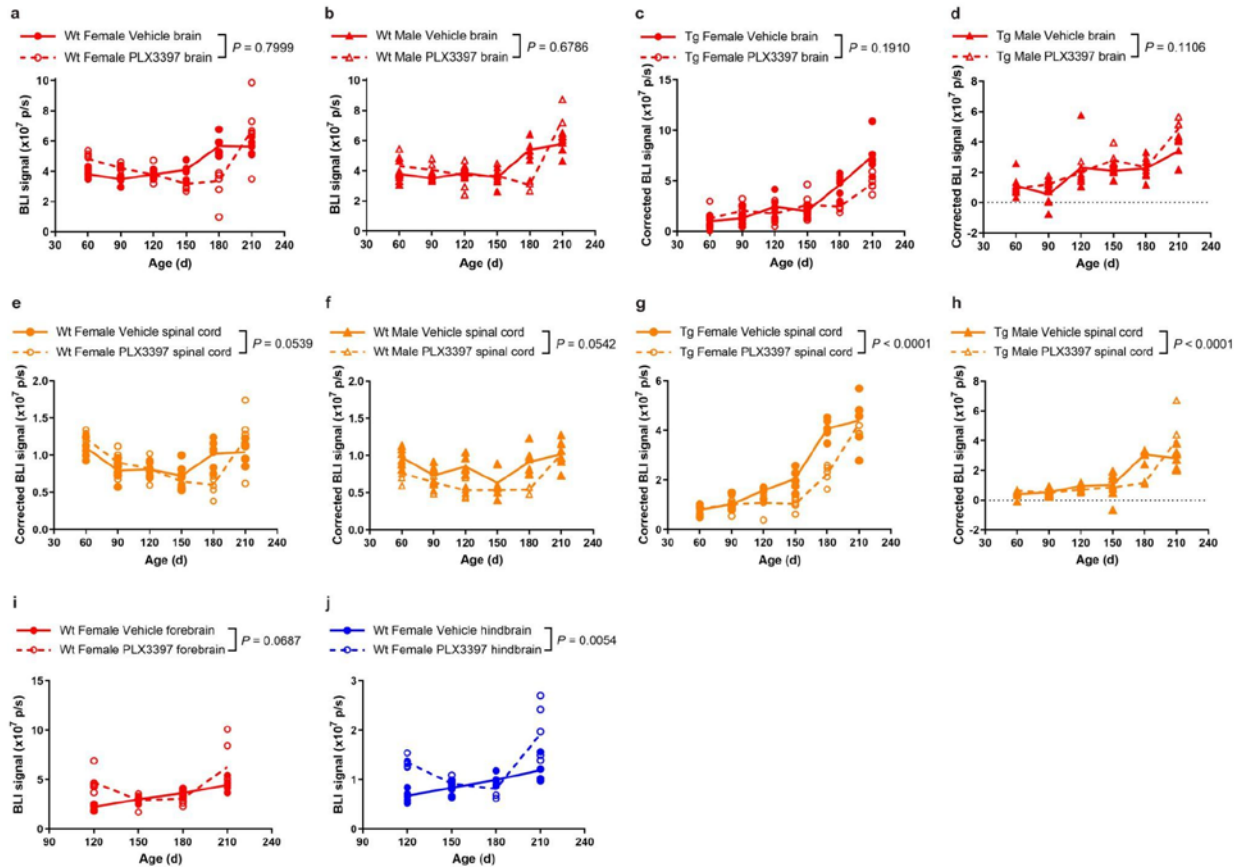 a
Wt Female Vehicle brain
Wt Female PLX3397 brain
P = 0.7999
BLI signal (x10⁷ p/s)
10
8
6
4
2
0
30 60 90 120 150 180 210 240
Age (d)
b
Wt Male Vehicle brain
Wt Male PLX3397 brain
P = 0.6786
BLI signal (x10⁷ p/s)
10
8
6
4
2
0
30 60 90 120 150 180 210 240
Age (d)
c
Tg Female Vehicle brain
Tg Female PLX3397 brain
P = 0.1910
Corrected BLI signal (x10⁷ p/s)
15
10
5
0
30 60 90 120 150 180 210 240
Age (d)
d
Tg Male Vehicle brain
Tg Male PLX3397 brain
P = 0.1106
Corrected BLI signal (x10⁷ p/s)
10
8
6
4
2
0
-2
30 60 90 120 150 180 210 240
Age (d)
e
Wt Female Vehicle spinal cord
Wt Female PLX3397 spinal cord
P = 0.0539
Corrected BLI signal (x10⁷ p/s)
2.0
1.5
1.0
0.5
0.0
30 60 90 120 150 180 210 240
Age (d)
f
Wt Male Vehicle spinal cord
Wt Male PLX3397 spinal cord
P = 0.0542
Corrected BLI signal (x10⁷ p/s)
2.0
1.5
1.0
0.5
0.0
30 60 90 120 150 180 210 240
Age (d)
g
Tg Female Vehicle spinal cord
Tg Female PLX3397 spinal cord
P < 0.0001
Corrected BLI signal (x10⁷ p/s)
6
4
2
0
30 60 90 120 150 180 210 240
Age (d)
h
Tg Male Vehicle spinal cord
Tg Male PLX3397 spinal cord
P < 0.0001
Corrected BLI signal (x10⁷ p/s)
8
6
4
2
0
-2
30 60 90 120 150 180 210 240
Age (d)
i
Wt Female Vehicle forebrain
Wt Female PLX3397 forebrain
P = 0.0687
BLI signal (x10⁷ p/s)
15
10
5
0
90 120 150 180 210 240
Age (d)
j
Wt Female Vehicle hindbrain
Wt Female PLX3397 hindbrain
P = 0.0054
BLI signal (x10⁷ p/s)
3
2
1
0
90 120 150 180 210 240
Age (d)